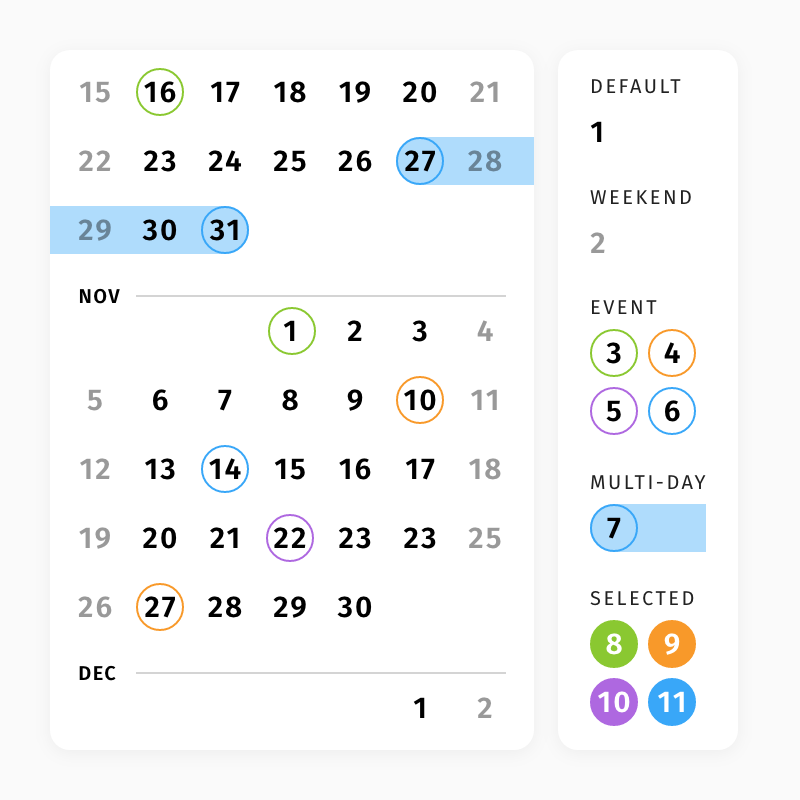 15 16 17 18 19 20 21
22 23 24 25 26 27 28
29 30 31
NOV
1 2 3 4
5 6 7 8 9 10 11
12 13 14 15 16 17 18
19 20 21 22 23 23 25
26 27 28 29 30
DEC
1 2
DEFAULT
1
WEEKEND
2
EVENT
3 4
5 6
MULTI-DAY
7
SELECTED
8 9
10 11